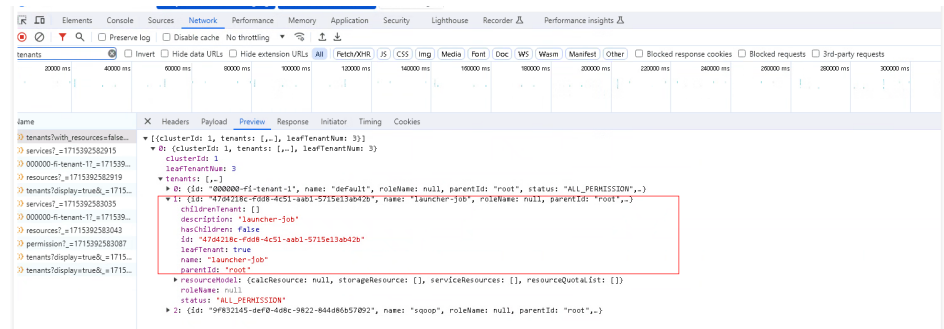 Elements Console Sources Network Performance Memory Application Security Lighthouse Recorder Performance insights
Preserve log Disable cache No throttling
tenants Invert Hide data URLs Hide extension URLs All Fetch/XHR JS CSS Img Media Font Doc WS Wasm Manifest Other Blocked response cookies Blocked requests 3rd-party requests
20000 ms 40000 ms 60000 ms 80000 ms 100000 ms 120000 ms 140000 ms 160000 ms 180000 ms 200000 ms 220000 ms 240000 ms 260000 ms 280000 ms 300000 ms
Name Headers Payload Preview Response Initiator Timing Cookies
tenants?with_resources=false...
services?_=1715392582915
000000-fi-tenant-1?_=171539...
resources?_=1715392582919
tenants?display=true&_=1715...
services?_=1715392583035
000000-fi-tenant-1?_=171539...
resources?_=1715392583043
permission?_=1715392583087
tenants?display=true&_=1715...
tenants?display=true&_=1715...
[{clusterId: 1, tenants: [,…], leafTenantNum: 3}]
0: {clusterId: 1, tenants: [,…], leafTenantNum: 3}
clusterId: 1
leafTenantNum: 3
tenants: [,…]
0: {id: "000000-fi-tenant-1", name: "default", roleName: null, parentId: "root", status: "ALL_PERMISSION",…}
1: {id: "47d4218c-fdd8-4c51-aab1-5715e13ab42b", name: "launcher-job", roleName: null, parentId: "root",…}
childrenTenant: []
description: "launcher-job"
hasChildren: false
id: "47d4218c-fdd8-4c51-aab1-5715e13ab42b"
leafTenant: true
name: "launcher-job"
parentId: "root"
resourceModel: {calcResource: null, storageResource: [], serviceResources: [], resourceQuotaList: []}
roleName: null
status: "ALL_PERMISSION"
2: {id: "9f832145-def0-4d8c-9822-844d86b57092", name: "sqoop", roleName: null, parentId: "root",…}